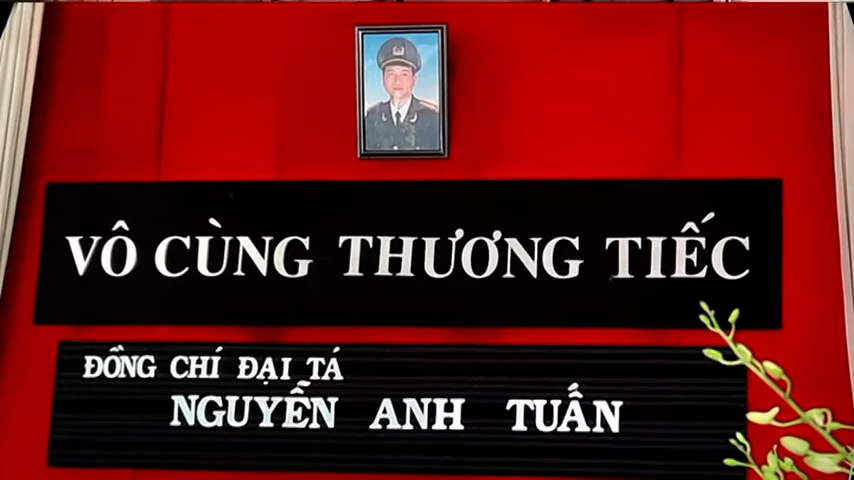 VÔ CÙNG THƯƠNG TIẾC
ĐỒNG CHÍ ĐẠI TÁ
NGUYỄN ANH TUẤN